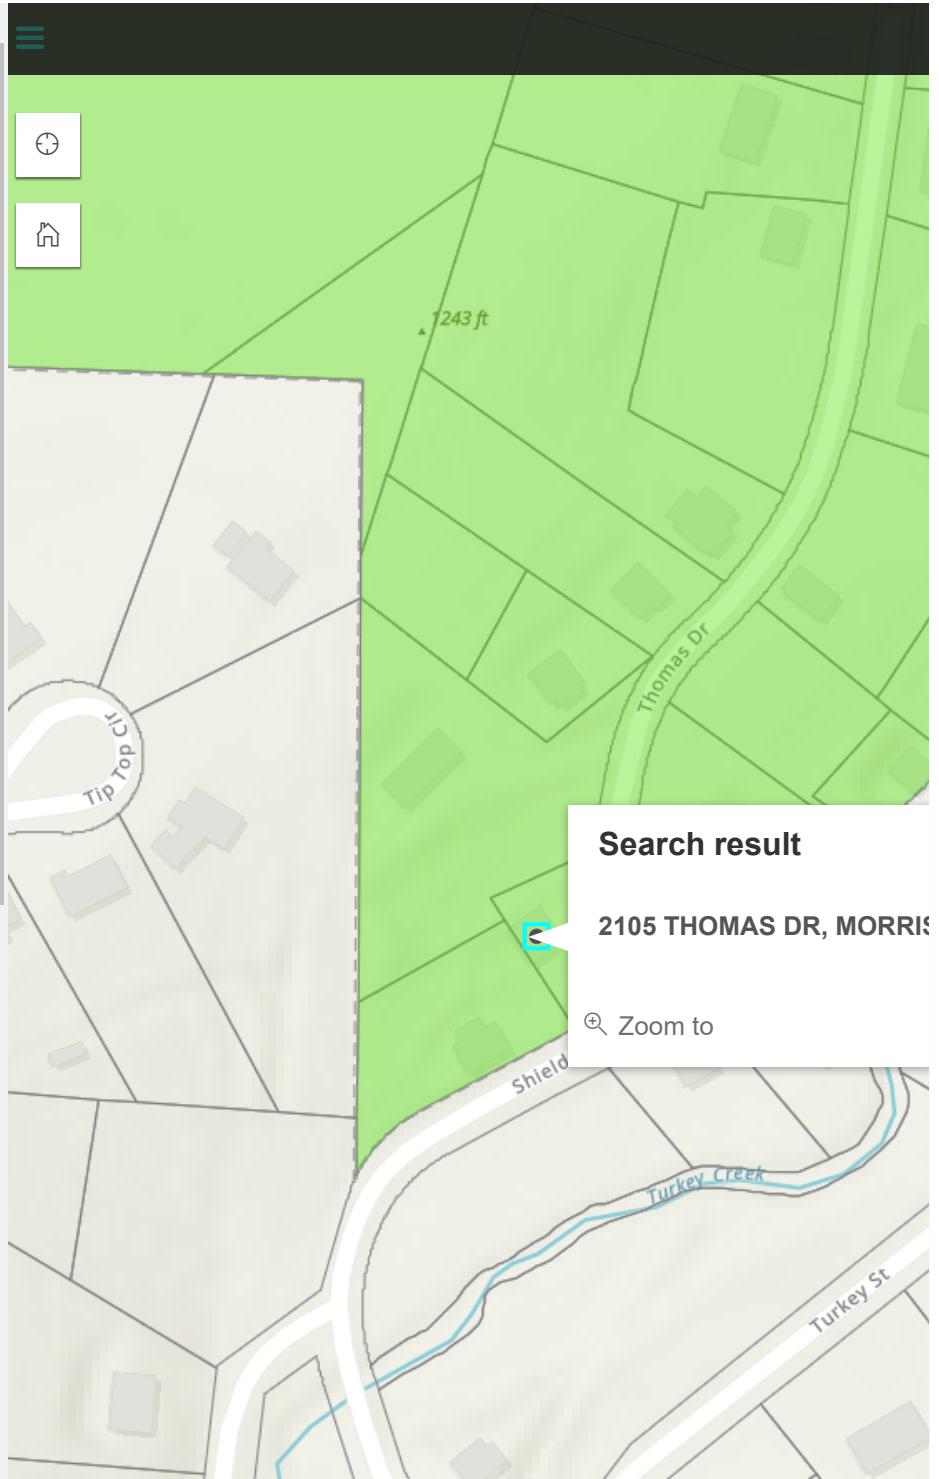 1243 ft
Thomas Dr
Tip Top Cir
Search result
2105 THOMAS DR, MORRIS
Zoom to
Shield
Turkey Creek
Turkey St